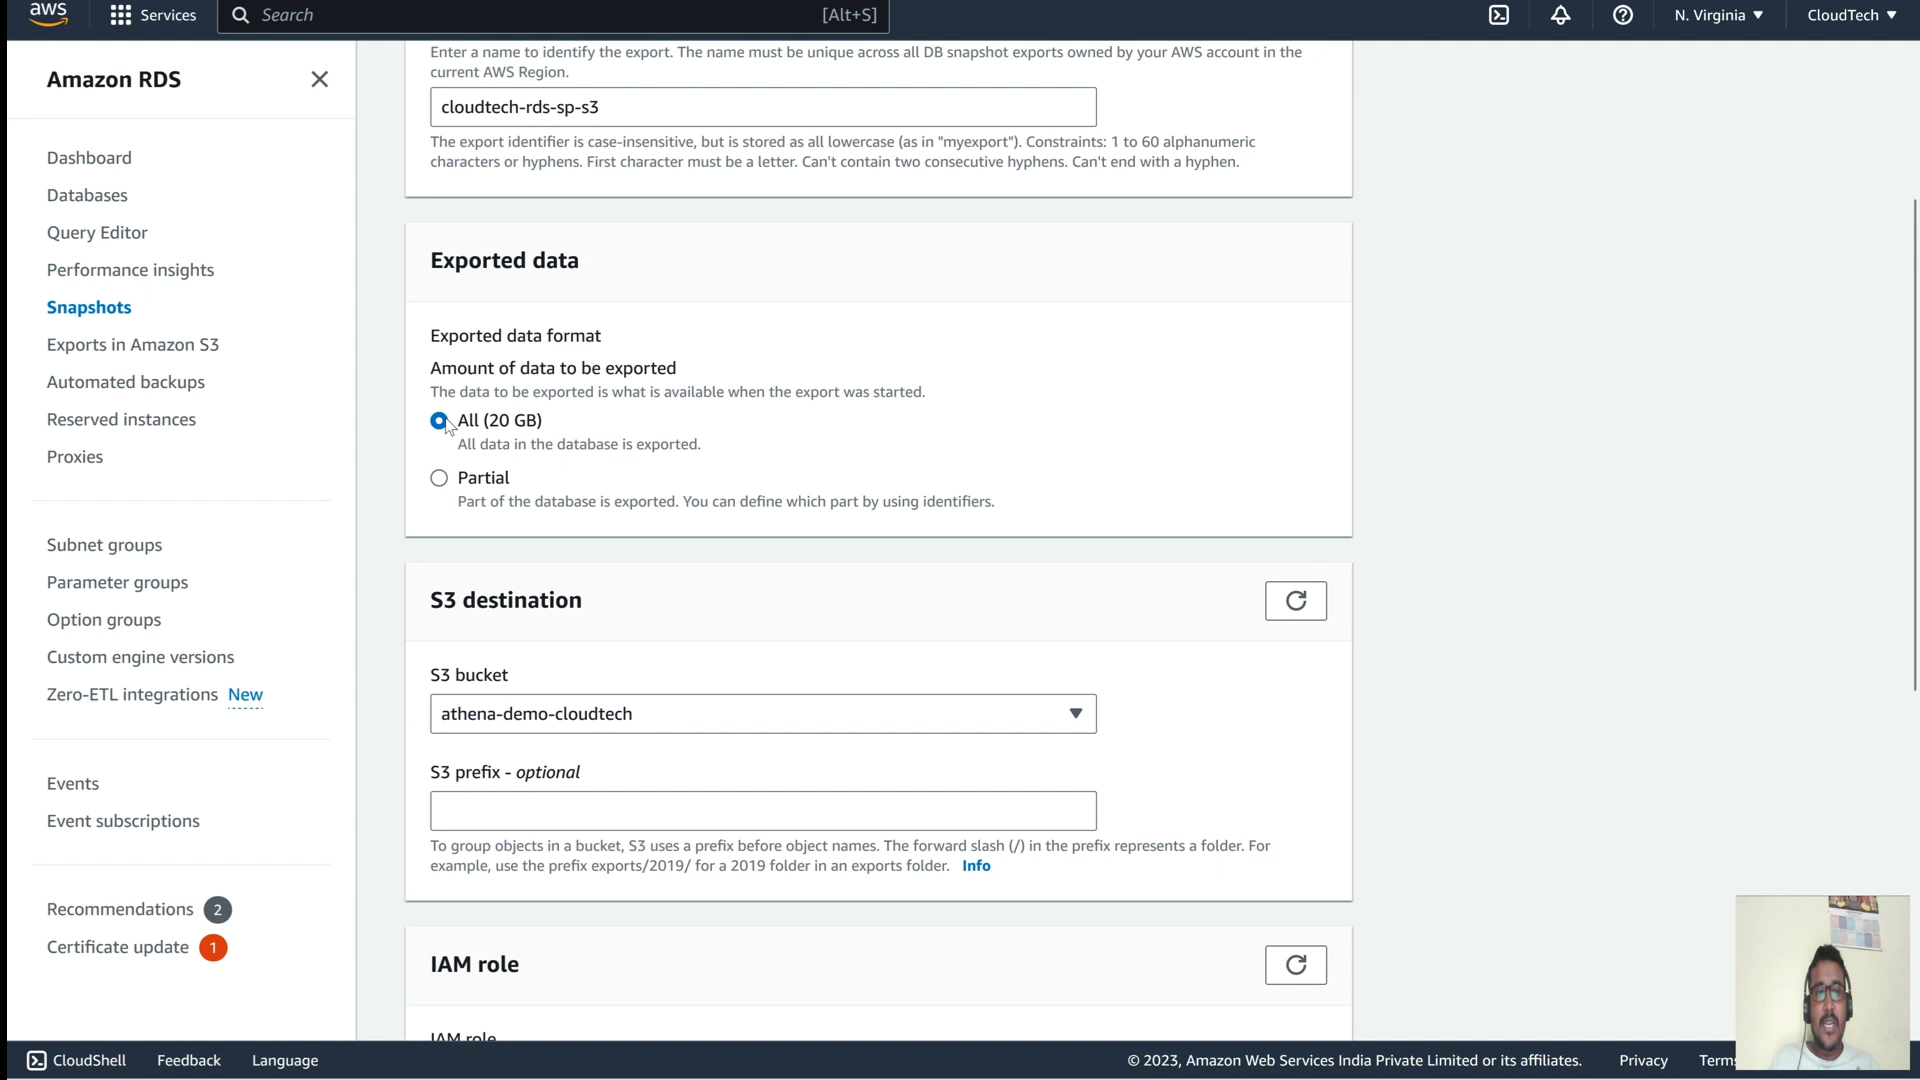 aws
Services
Search
[Alt+S]
N. Virginia
CloudTech
Amazon RDS
Dashboard
Databases
Query Editor
Performance insights
Snapshots
Exports in Amazon S3
Automated backups
Reserved instances
Proxies
Subnet groups
Parameter groups
Option groups
Custom engine versions
Zero-ETL integrations New
Events
Event subscriptions
Recommendations 2
Certificate update 1
Enter a name to identify the export. The name must be unique across all DB snapshot exports owned by your AWS account in the
current AWS Region.
cloudtech-rds-sp-s3
The export identifier is case-insensitive, but is stored as all lowercase (as in "myexport"). Constraints: 1 to 60 alphanumeric
characters or hyphens. First character must be a letter. Can't contain two consecutive hyphens. Can't end with a hyphen.
Exported data
Exported data format
Amount of data to be exported
The data to be exported is what is available when the export was started.
All (20 GB)
All data in the database is exported.
Partial
Part of the database is exported. You can define which part by using identifiers.
S3 destination
S3 bucket
athena-demo-cloudtech
S3 prefix - optional
To group objects in a bucket, S3 uses a prefix before object names. The forward slash (/) in the prefix represents a folder. For
example, use the prefix exports/2019/ for a 2019 folder in an exports folder. Info
IAM role
IAM role
CloudShell
Feedback
Language
© 2023, Amazon Web Services India Private Limited or its affiliates.
Privacy
Terms